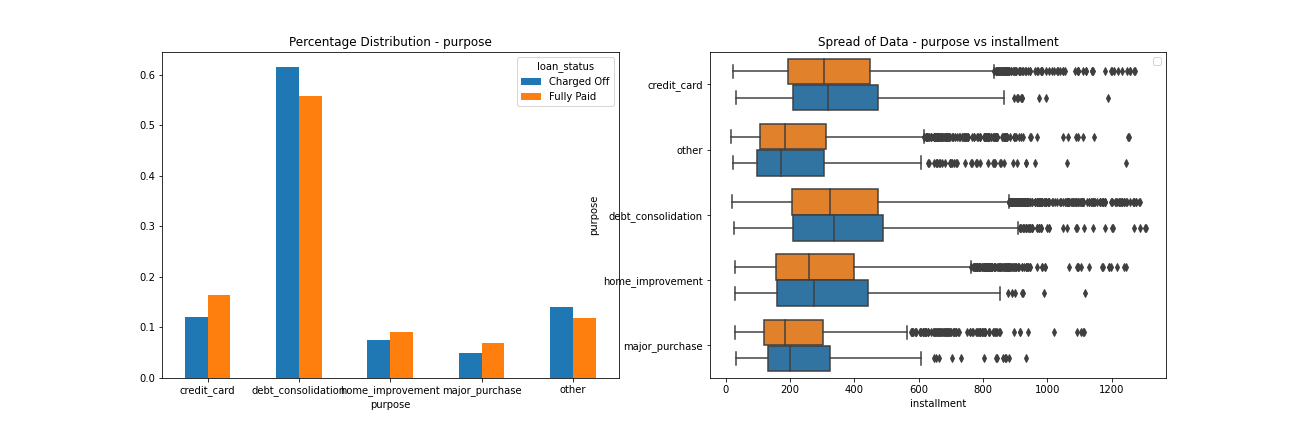 Percentage Distribution - purpose
loan_status
Charged Off
Fully Paid
0.6
0.5
0.4
0.3
0.2
0.1
0.0
credit_card debt_consolidation home_improvement major_purchase other
purpose
Spread of Data - purpose vs installment
purpose
credit_card
other
debt_consolidation
home_improvement
major_purchase
0 200 400 600 800 1000 1200
installment